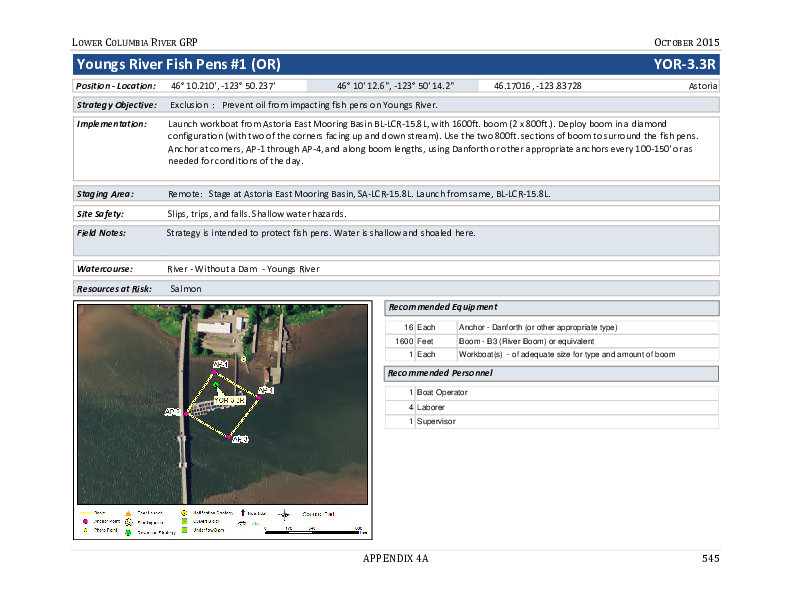 LOWER COLUMBIA RIVER GRP OCTOBER 2015
Youngs River Fish Pens #1 (OR) YOR-3.3R
Position - Location: 46° 10.210', -123° 50.237' 46° 10' 12.6", -123° 50' 14.2" 46.17016 , -123.83728 Astoria
Strategy Objective: Exclusion : Prevent oil from impacting fish pens on Youngs River.
Implementation: Launch workboat from Astoria East Mooring Basin BL-LCR-15.8L, with 1600ft. boom (2 x 800ft.). Deploy boom in a diamond
configuration (with two of the corners facing up and down stream). Use the two 800ft. sections of boom to surround the fish pens.
Anchor at corners, AP-1 through AP-4, and along boom lengths, using Danforth or other appropriate anchors every 100-150' or as
needed for conditions of the day.
Staging Area: Remote: Stage at Astoria East Mooring Basin, SA-LCR-15.8L. Launch from same, BL-LCR-15.8L.
Site Safety: Slips, trips, and falls. Shallow water hazards.
Field Notes: Strategy is intended to protect fish pens. Water is shallow and shoaled here.
Watercourse: River - Without a Dam - Youngs River
Resources at Risk: Salmon
Recommended Equipment
16 Each Anchor - Danforth (or other appropriate type)
1600 Feet Boom - B3 (River Boom) or equivalent
1 Each Workboat(s) - of adequate size for type and amount of boom
Recommended Personnel
1 Boat Operator
4 Laborer
1 Supervisor
YOR-3.3R
Anchor Point
Photo Point
APPENDIX 4A 545